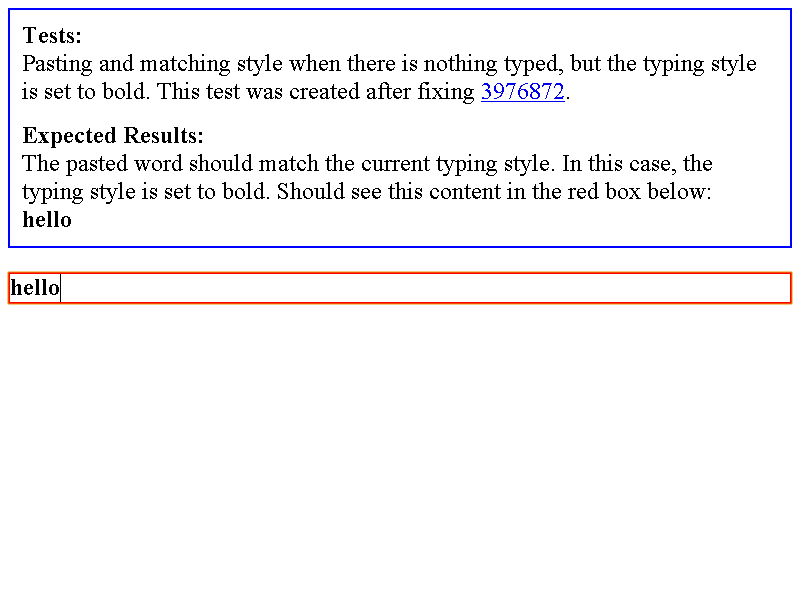 Tests:
Pasting and matching style when there is nothing typed, but the typing style
is set to bold. This test was created after fixing 3976872.
Expected Results:
The pasted word should match the current typing style. In this case, the
typing style is set to bold. Should see this content in the red box below:
hello
hello